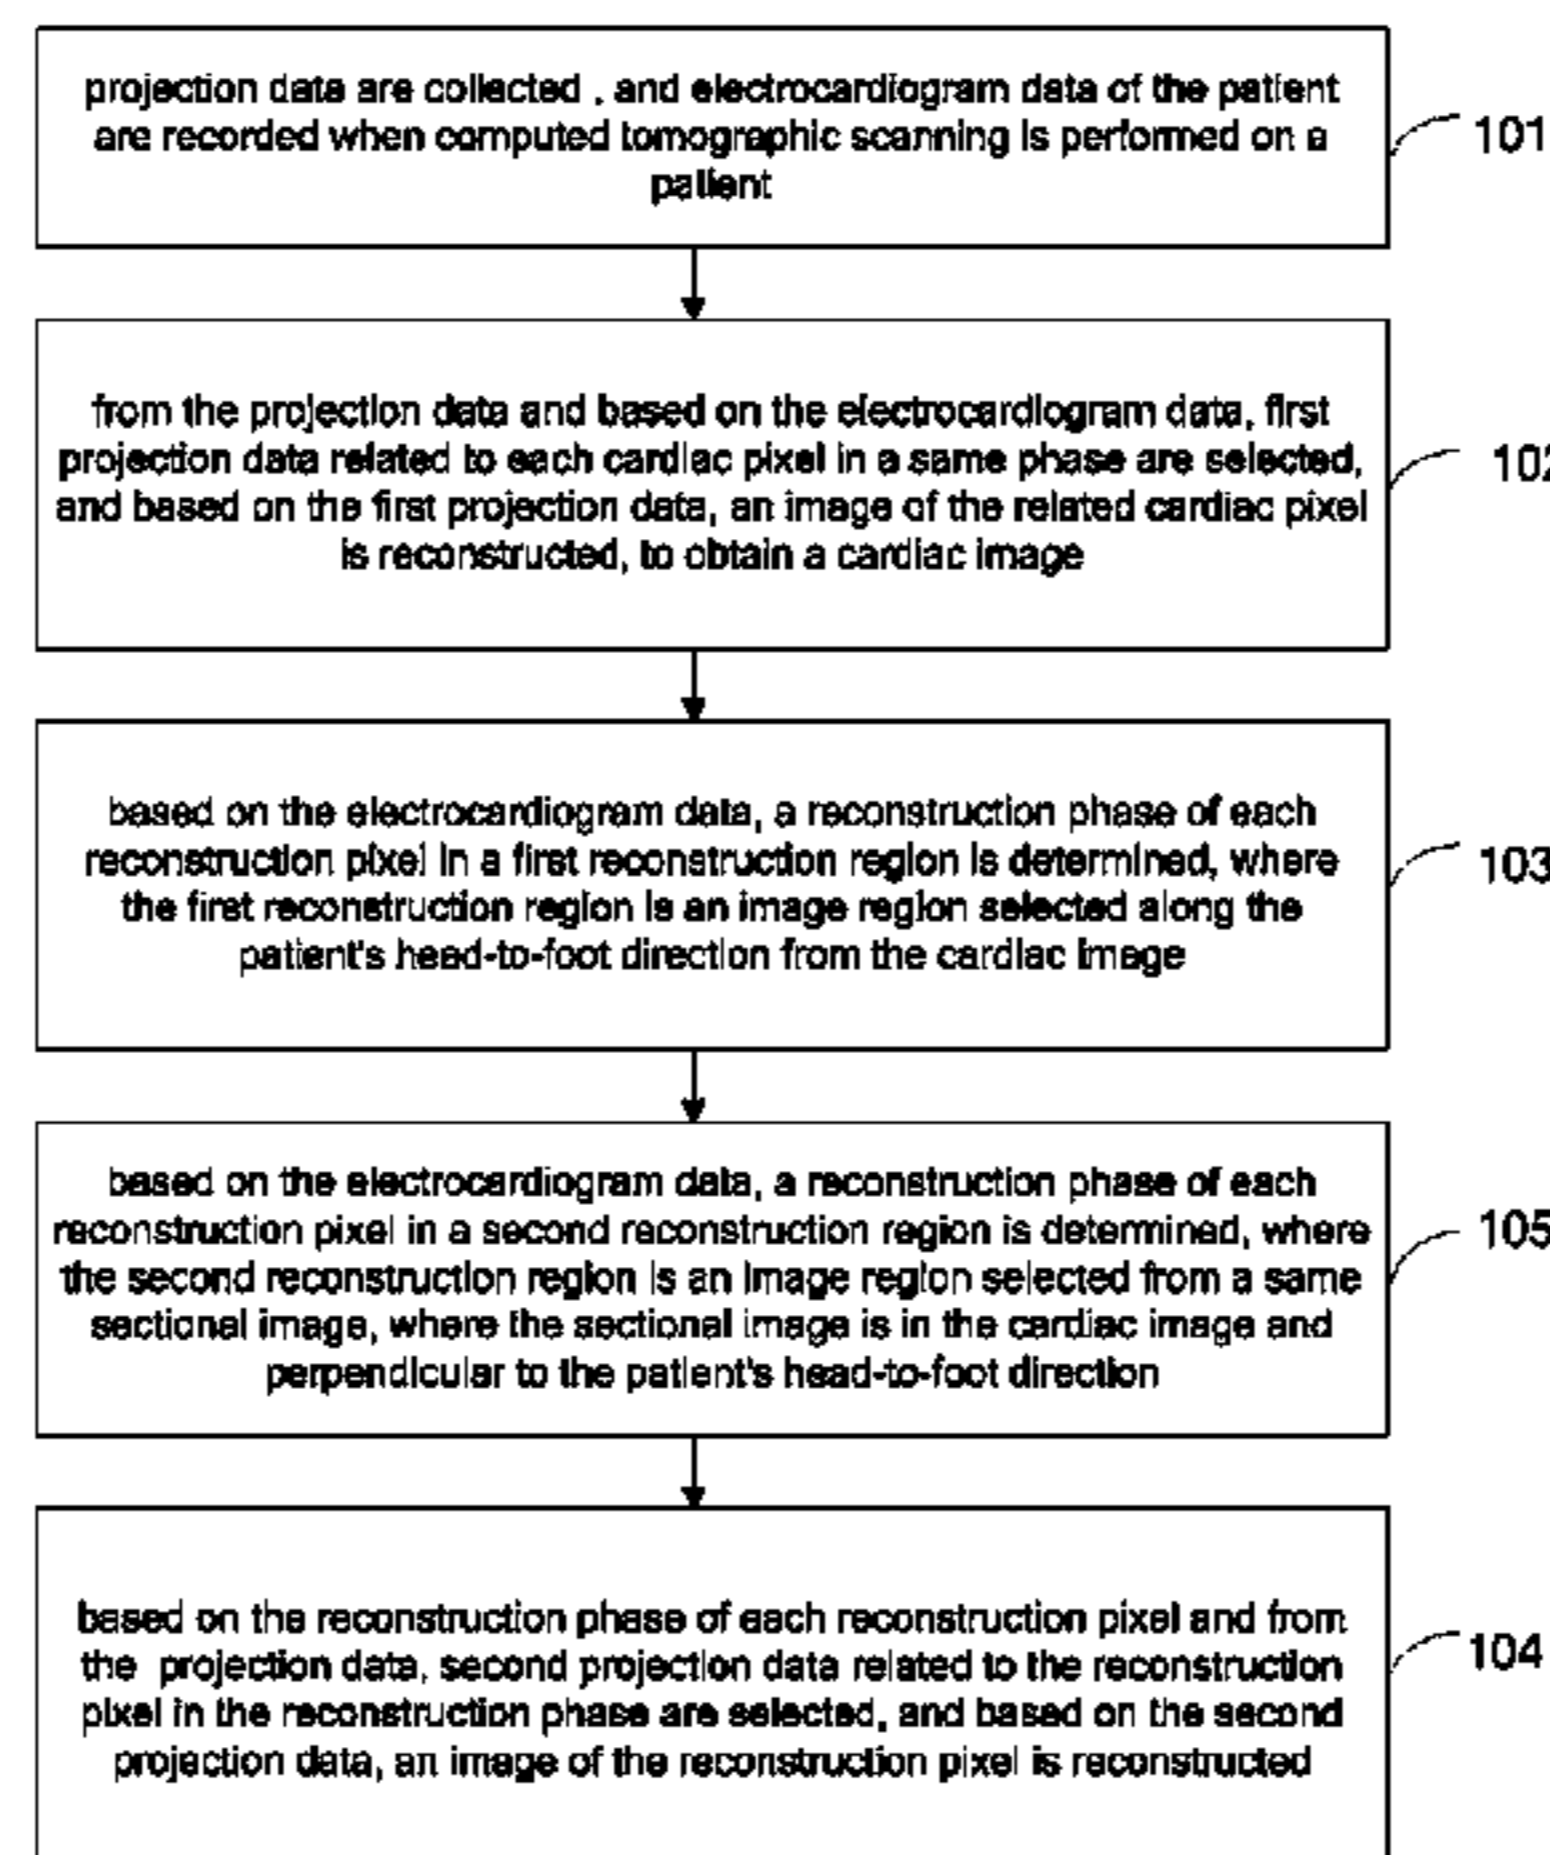 projection data are collected , and electrocardiogram data of the patient
are recorded when computed tomographic scanning is performed on a
patient
101
from the projection data and based on the electrocardiogram data, first
projection data related to each cardiac pixel in a same phase are selected,
and based on the first projection data, an image of the related cardiac pixel
is reconstructed, to obtain a cardiac image
102
based on the electrocardiogram data, a reconstruction phase of each
reconstruction pixel in a first reconstruction region is determined, where
the first reconstruction region is an image region selected along the
patient's head-to-foot direction from the cardiac image
103
based on the electrocardiogram data, a reconstruction phase of each
reconstruction pixel in a second reconstruction region is determined, where
the second reconstruction region is an image region selected from a same
sectional image, where the sectional image is in the cardiac image and
perpendicular to the patient's head-to-foot direction
105
based on the reconstruction phase of each reconstruction pixel and from
the projection data, second projection data related to the reconstruction
pixel in the reconstruction phase are selected, and based on the second
projection data, an image of the reconstruction pixel is reconstructed
104